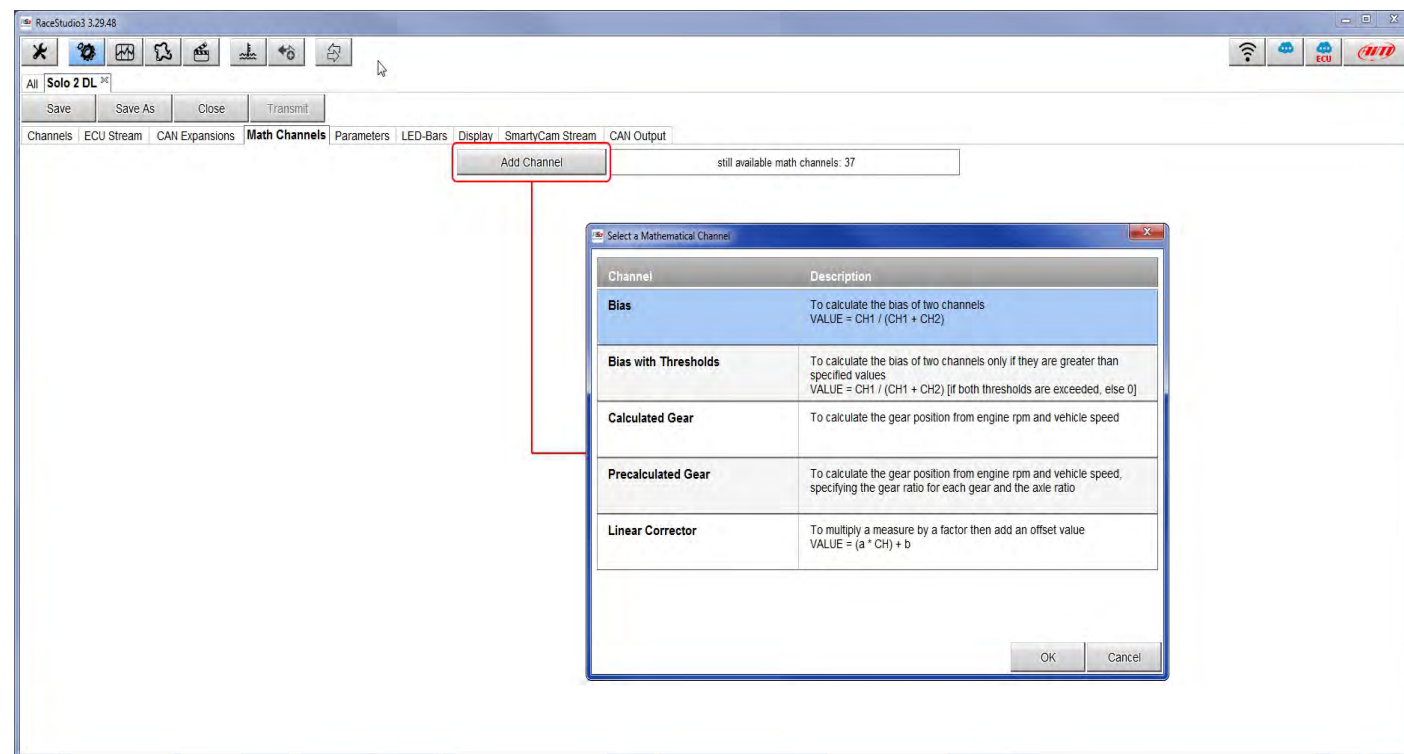 RaceStudio3 3.29.48
ECU
All Solo 2 DL
Save Save As Close Transmit
Channels ECU Stream CAN Expansions Math Channels Parameters LED-Bars Display SmartyCam Stream CAN Output
Add Channel still available math channels: 37
Select a Mathematical Channel
Channel Description
Bias To calculate the bias of two channels
VALUE = CH1 / (CH1 + CH2)
Bias with Thresholds To calculate the bias of two channels only if they are greater than
specified values
VALUE = CH1 / (CH1 + CH2) [if both thresholds are exceeded, else 0]
Calculated Gear To calculate the gear position from engine rpm and vehicle speed
Precalculated Gear To calculate the gear position from engine rpm and vehicle speed,
specifying the gear ratio for each gear and the axle ratio
Linear Corrector To multiply a measure by a factor then add an offset value
VALUE = (a * CH) + b
OK Cancel